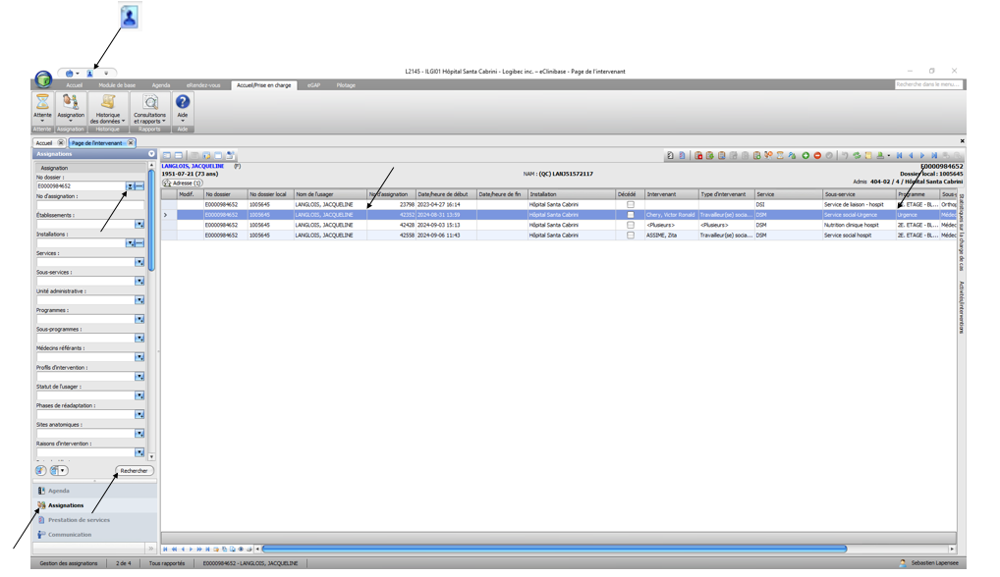 L2145 - ILGI01 Hôpital Santa Cabrini - Logibec inc. – eClinibase - Page de l'intervenant
Accueil Module de base Agenda eRendez-vous Accueil/Prise en charge eGAP Pilotage
Recherche dans le menu...
Attente Assignation Historique des données Consultations et rapports Aide
Attente Assignation Historique Rapports Aide
Accueil Page de l'intervenant
Assignations
Assignation
No dossier :
E0000984652
No d'assignation :
Établissements :
Installations :
Services :
Sous-services :
Unité administrative :
Programmes :
Sous-programmes :
Médecins référants :
Profils d'intervention :
Statut de l'usager :
Phases de réadaptation :
Sites anatomiques :
Raisons d'intervention :
Rechercher
Agenda
Assignations
Prestation de services
Communication
LANGLOIS, JACQUELINE (F) E0000984652
1951-07-21 (73 ans) NAM : (QC) LANJ51572117 Dossier local : 1005645
Adresse (1) Admis 404-02 / 4 / Hôpital Santa Cabrini
Modif. No dossier No dossier local Nom de l'usager No d'assignation Date/heure de début Date/heure de fin Installation Décédé Intervenant Type d'intervenant Service Sous-service Programme Sous-
E0000984652 1005645 LANGLOIS, JACQUELINE 23798 2023-04-27 16:14 Hôpital Santa Cabrini DSI Service de liaison - hospit 2E. ETAGE - BL... Orthop
E0000984652 1005645 LANGLOIS, JACQUELINE 42352 2024-08-31 13:59 Hôpital Santa Cabrini Chery, Victor Ronald Travailleur(se) socia... DSM Service social-Urgence Urgence Médec
E0000984652 1005645 LANGLOIS, JACQUELINE 42428 2024-09-03 15:13 Hôpital Santa Cabrini <Plusieurs> <Plusieurs> DSM Nutrition clinique hospit 2E. ETAGE - BL... Médec
E0000984652 1005645 LANGLOIS, JACQUELINE 42558 2024-09-06 11:43 Hôpital Santa Cabrini ASSIME, Zita Travailleur(se) socia... DSM Service social hospit 2E. ETAGE - BL... Médec
Statistiques sur la charge de cas
Activités/interventions
Gestion des assignations 2 de 4 Tous rapportés E0000984652 - LANGLOIS, JACQUELINE Sebastien Lapensee